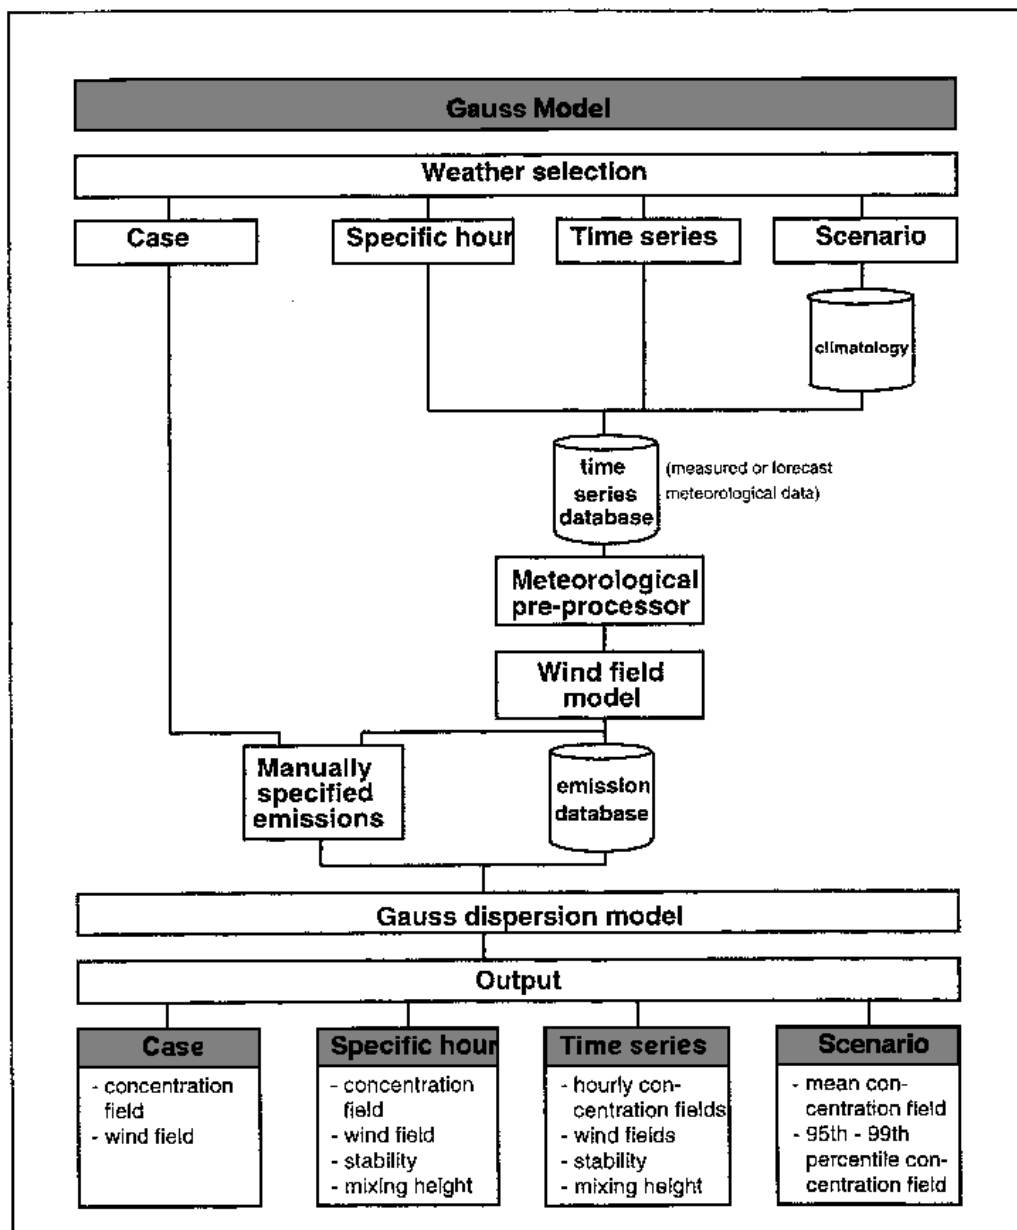 Gauss Model
Weather selection
Case
Specific hour
Time series
Scenario
climatology
time
series
database
(measured or forecast
meteorological data)
Meteorological
pre-processor
Wind field
model
Manually
specified
emissions
emission
database
Gauss dispersion model
Output
Case
- concentration
field
- wind field
Specific hour
- concentration
field
- wind field
- stability
- mixing height
Time series
- hourly con-
centration fields
- wind fields
- stability
- mixing height
Scenario
- mean con-
centration field
- 95th - 99th
percentile con-
centration field